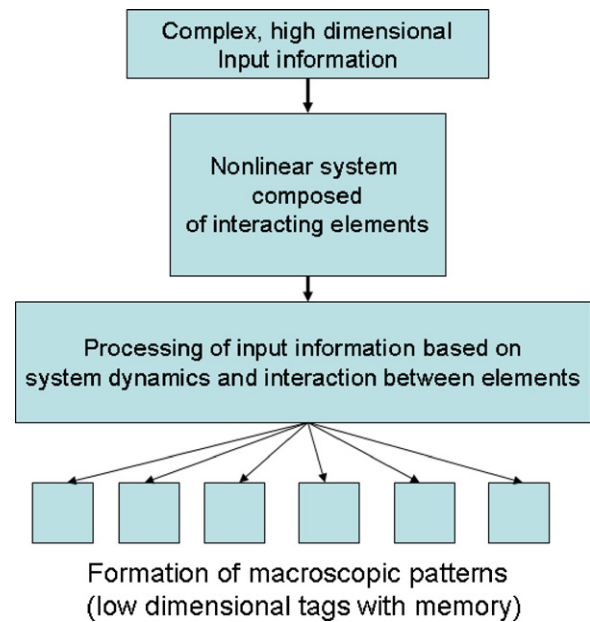 Complex, high dimensional
Input information
Nonlinear system
composed
of interacting elements
Processing of input information based on
system dynamics and interaction between elements
Formation of macroscopic patterns
(low dimensional tags with memory)